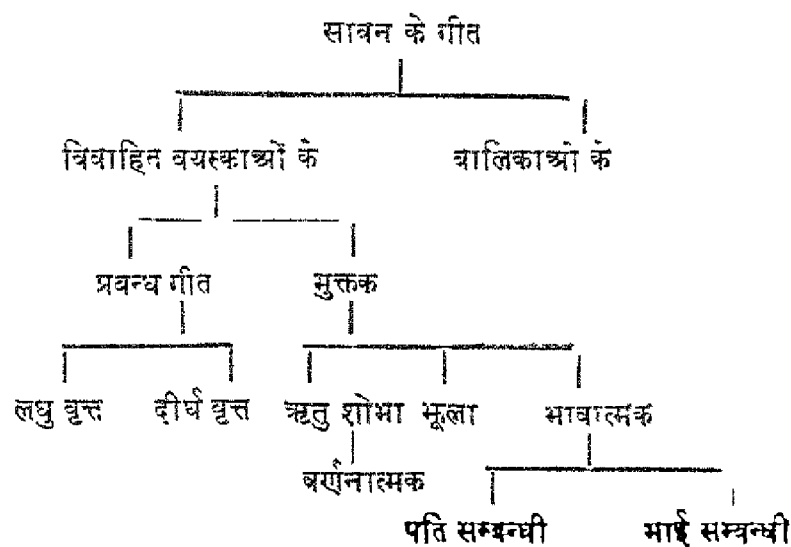 सावन के गीत
विवाहित वयस्काओं के बालिकाओ के
प्रबन्ध गीत मुक्तक
लघु वृत्त दीर्घ वृत्त ऋतु शोभा झूला भावात्मक
वर्णनात्मक
पति सम्बन्धी भाई सम्बन्धी